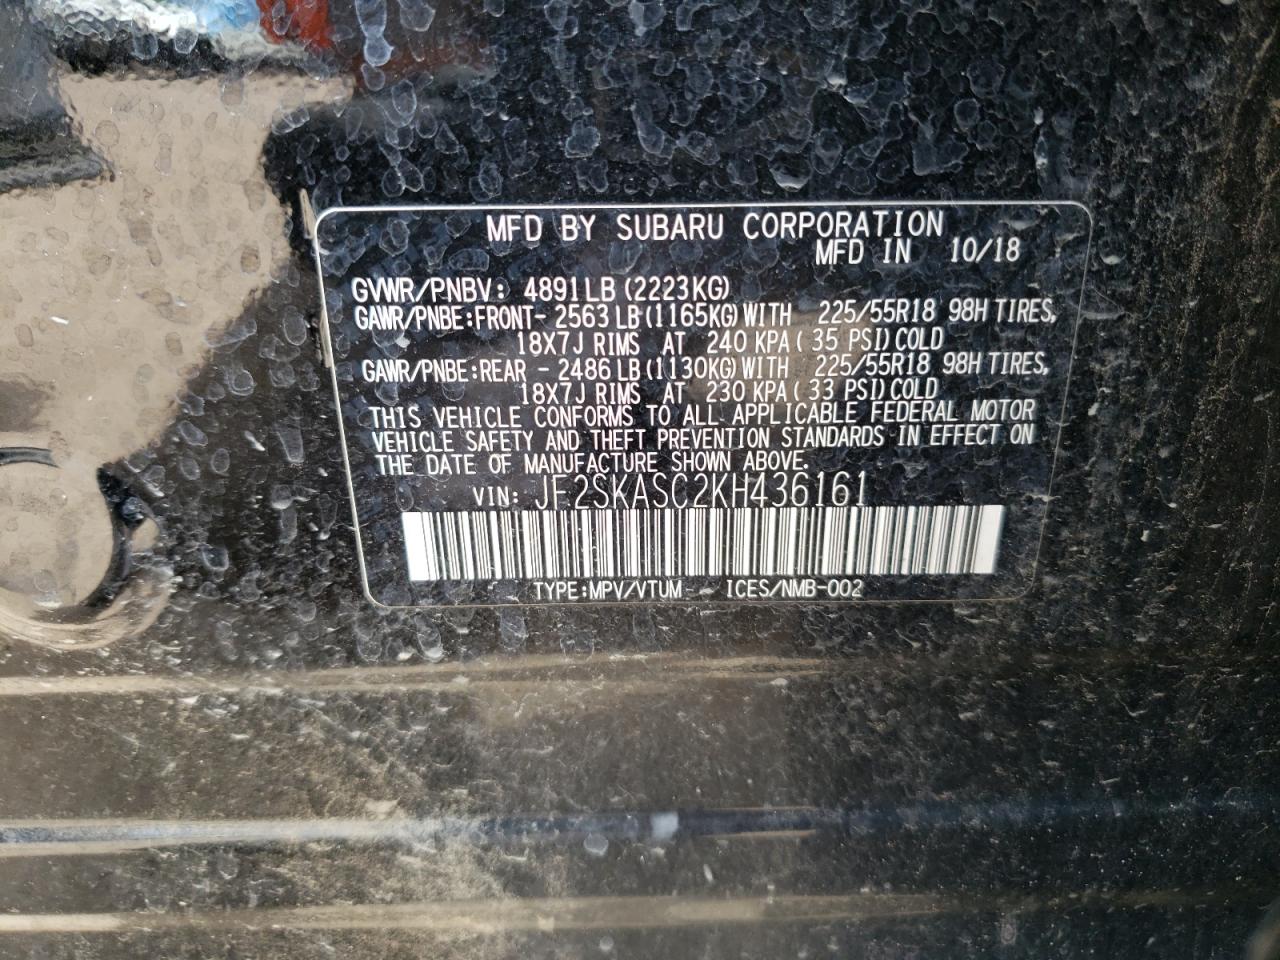 MFD BY SUBARU CORPORATION
MFD IN 10/18
GVWR/PNBV: 4891LB (2223KG)
GAWR/PNBE:FRONT- 2563 LB (1165KG) WITH 225/55R18 98H TIRES,
18X7J RIMS AT 240 KPA ( 35 PSI) COLD
GAWR/PNBE:REAR - 2486 LB (1130KG) WITH 225/55R18 98H TIRES,
18X7J RIMS AT 230 KPA ( 33 PSI) COLD
THIS VEHICLE CONFORMS TO ALL APPLICABLE FEDERAL MOTOR
VEHICLE SAFETY AND THEFT PREVENTION STANDARDS IN EFFECT ON
THE DATE OF MANUFACTURE SHOWN ABOVE.
VIN: JF2SKASC2KH436161
TYPE:MPV/VTUM- ICES/NMB-002